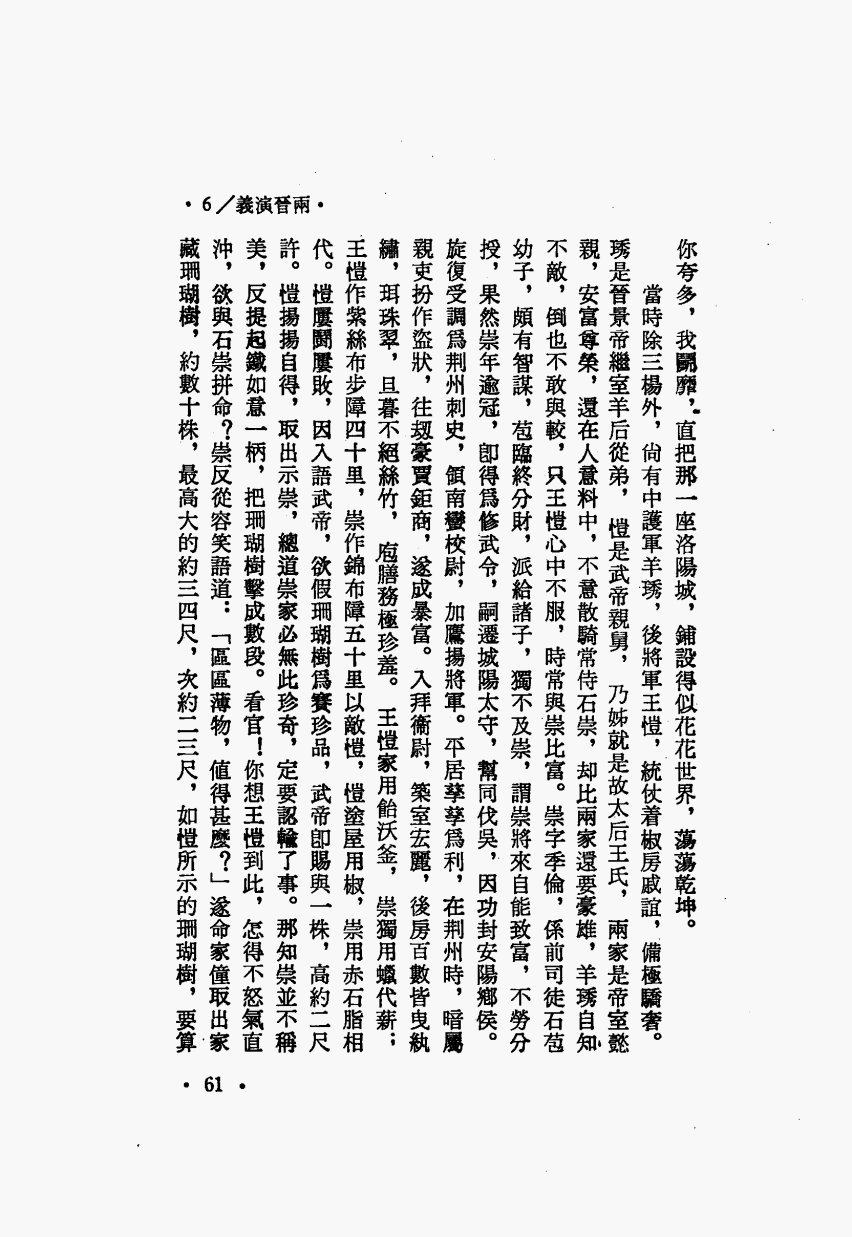 •6／義演晉兩•
你夸多，我鬭靡，直把那一座洛陽城，鋪設得似花花世界，蕩蕩乾坤。
當時除三楊外，尙有中護軍羊琇，後將軍王愷，統仗着椒房戚誼，備極驕奢。
琇是晉景帝繼室羊后從弟，愷是武帝親舅，乃姊就是故太后王氏，兩家是帝室懿
親，安富尊榮，還在人意料中，不意散騎常侍石崇，却比兩家還要豪雄，羊琇自知
不敵，倒也不敢與較，只王愷心中不服，時常與崇比富。崇字季倫，係前司徒石苞
幼子，頗有智謀，苞臨終分財，派給諸子，獨不及崇，謂崇將來自能致富，不勞分
授，果然崇年逾冠，卽得爲修武令，嗣遷城陽太守，幫同伐吳，因功封安陽鄉侯。
旋復受調爲荆州刺史，領南蠻校尉，加鷹揚將軍。平居孳孳爲利，在荆州時，暗屬
親吏扮作盜狀，往刼豪賈鉅商，遂成暴富。入拜衞尉，築室宏麗，後房百數皆曳紈
繡，珥珠翠，旦暮不絕絲竹，庖膳務極珍羞。王愷家用飴沃釜，崇獨用蠟代薪；
王愷作紫絲布步障四十里，崇作錦布障五十里以敵愷，愷塗屋用椒，崇用赤石脂相
代。愷屢鬪屢敗，因入語武帝，欲假珊瑚樹爲賽珍品，武帝卽賜與一株，高約二尺
許。愷揚揚自得，取出示崇，總道崇家必無此珍奇，定要認輸了事。那知崇並不稱
美，反提起鐵如意一柄，把珊瑚樹擊成數段。看官！你想王愷到此，怎得不怒氣直
沖，欲與石崇拼命？崇反從容笑語道：「區區薄物，値得甚麼？」遂命家僮取出家
藏珊瑚樹，約數十株，最高大的約三四尺，次約二三尺，如愷所示的珊瑚樹，要算
• 61 •